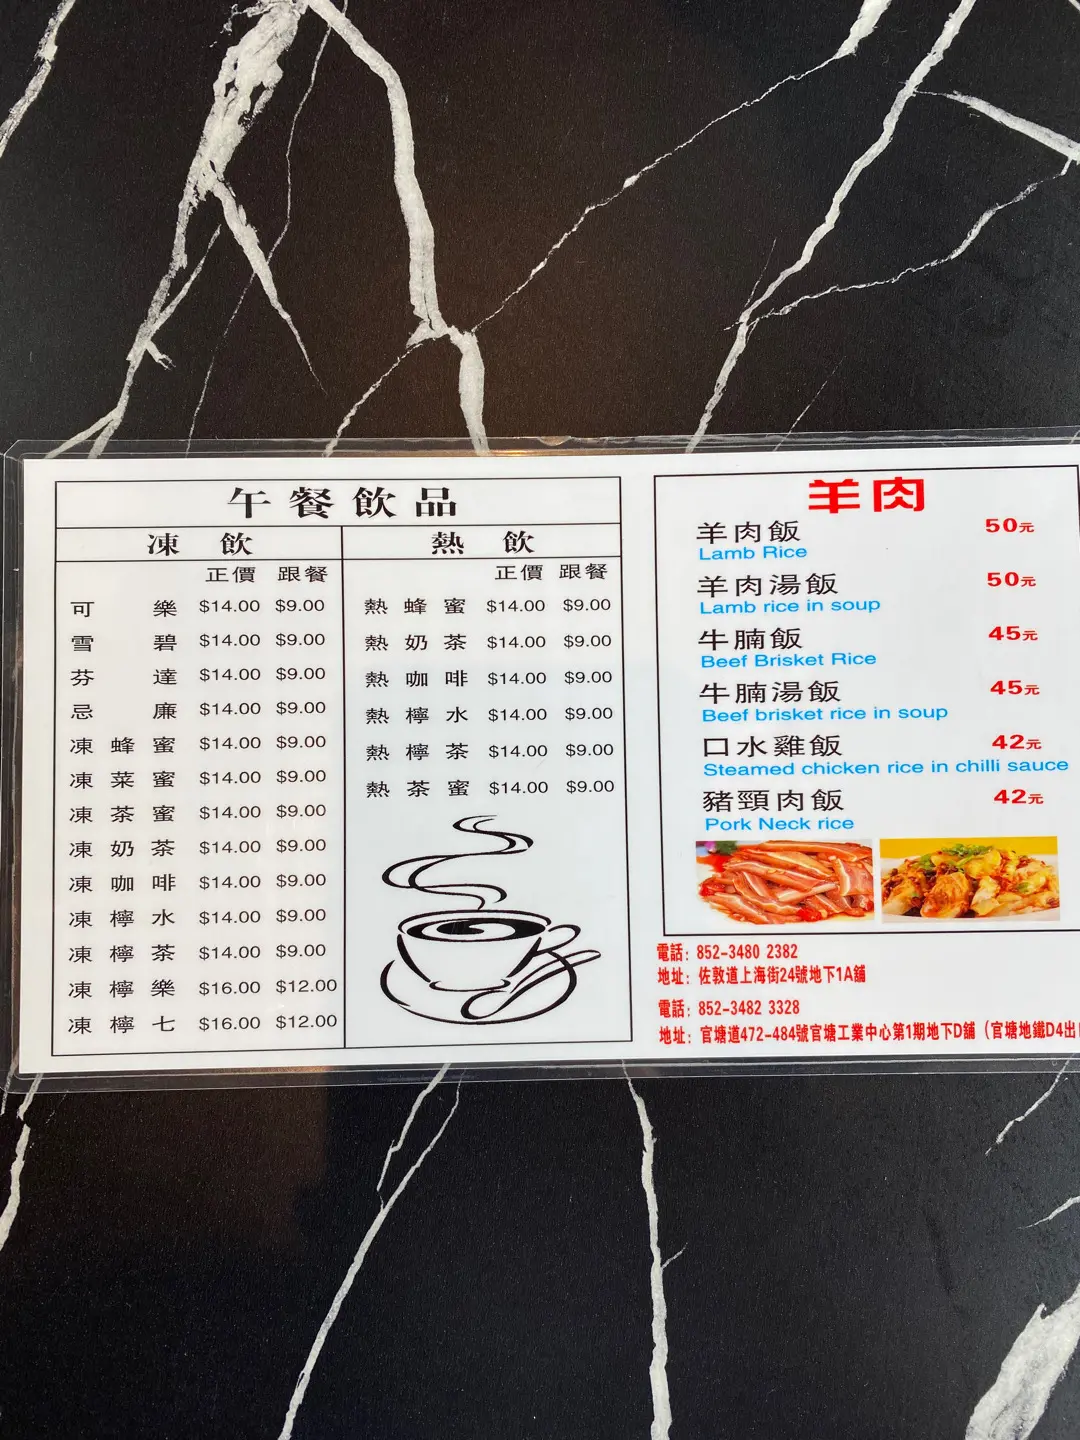 午餐飲品
凍飲
正價 跟餐
可樂 $14.00 $9.00
雪碧 $14.00 $9.00
芬達 $14.00 $9.00
忌廉 $14.00 $9.00
凍蜂蜜 $14.00 $9.00
凍菜蜜 $14.00 $9.00
凍茶蜜 $14.00 $9.00
凍奶茶 $14.00 $9.00
凍咖啡 $14.00 $9.00
凍檸水 $14.00 $9.00
凍檸茶 $14.00 $9.00
凍檸樂 $16.00 $12.00
凍檸七 $16.00 $12.00
熱飲
正價 跟餐
熱蜂蜜 $14.00 $9.00
熱奶茶 $14.00 $9.00
熱咖啡 $14.00 $9.00
熱檸水 $14.00 $9.00
熱檸茶 $14.00 $9.00
熱茶蜜 $14.00 $9.00
羊肉
羊肉飯 50元
Lamb Rice
羊肉湯飯 50元
Lamb rice in soup
牛腩飯 45元
Beef Brisket Rice
牛腩湯飯 45元
Beef brisket rice in soup
口水雞飯 42元
Steamed chicken rice in chilli sauce
豬頸肉飯 42元
Pork Neck rice
電話：852-3480 2382
地址：佐敦道上海街24號地下1A鋪
電話：852-3482 3328
地址：官塘道472-484號官塘工業中心第1期地下D鋪（官塘地鐵D4出